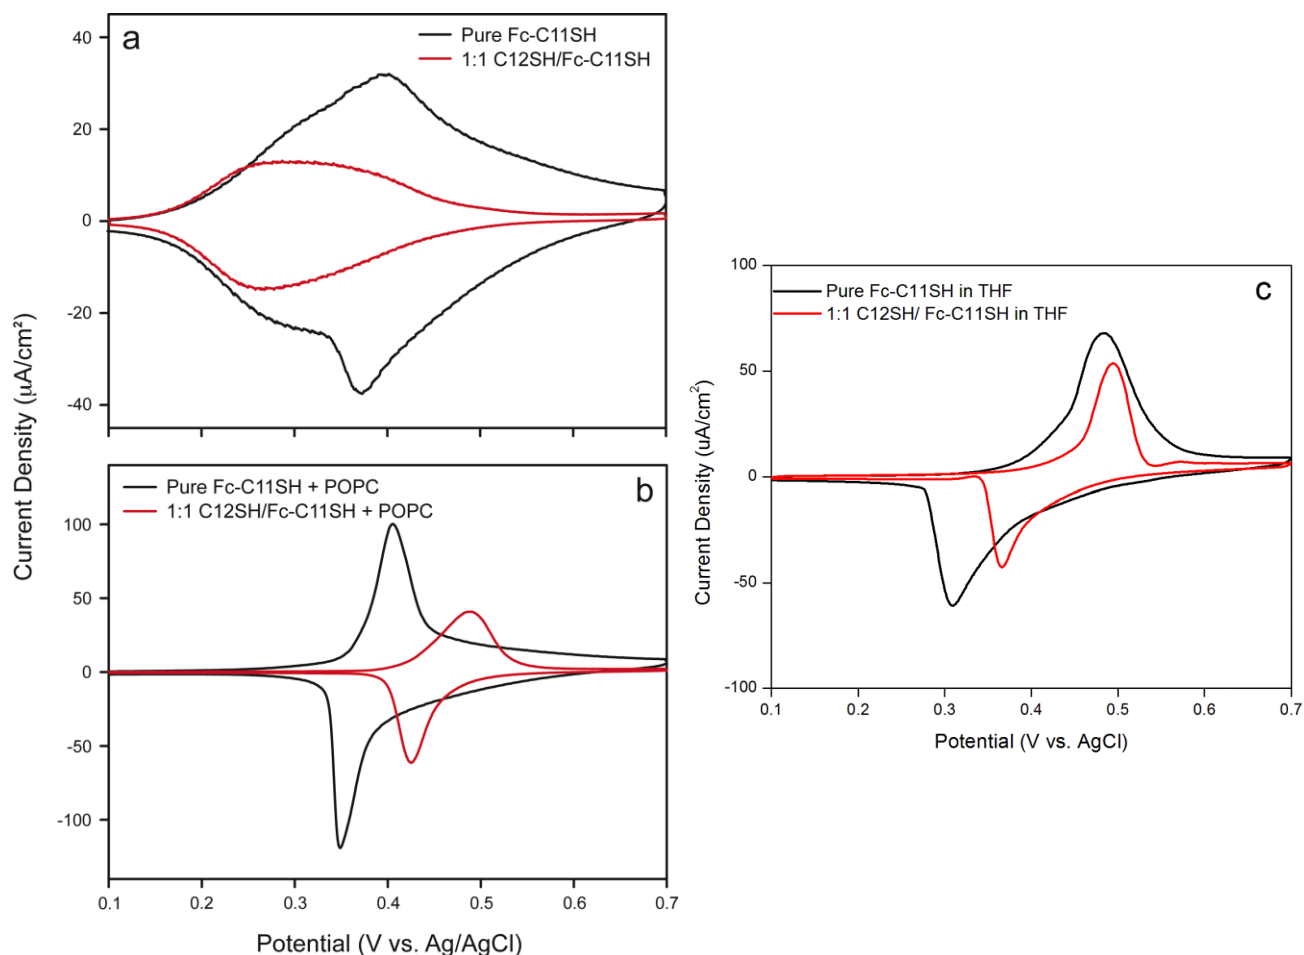 a
Pure Fc-C11SH
1:1 C12SH/Fc-C11SH
40
20
0
-20
-40
Current Density (μA/cm²)
b
Pure Fc-C11SH + POPC
1:1 C12SH/Fc-C11SH + POPC
100
50
0
-50
-100
0.1 0.2 0.3 0.4 0.5 0.6 0.7
Potential (V vs. Ag/AgCl)
c
Pure Fc-C11SH in THF
1:1 C12SH/ Fc-C11SH in THF
100
50
0
-50
-100
Current Density (uA/cm²)
0.1 0.2 0.3 0.4 0.5 0.6 0.7
Potential (V vs. AgCl)